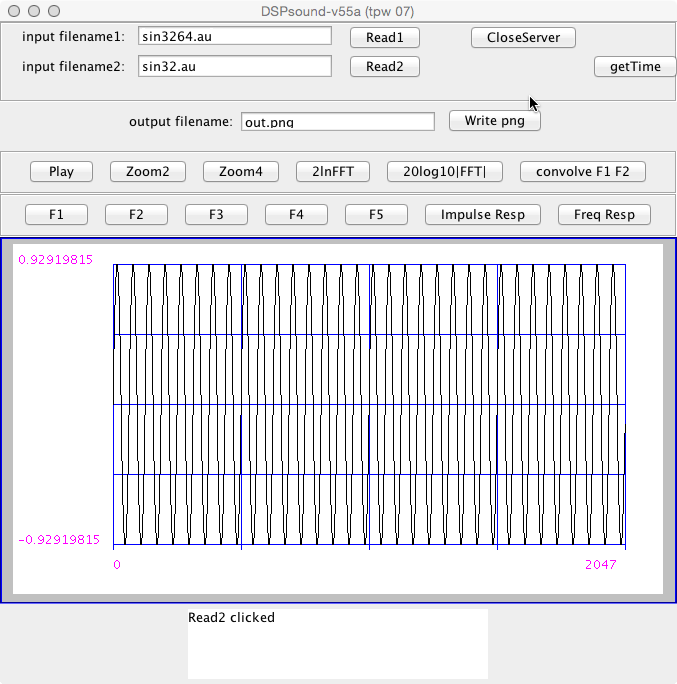 DSPsound-v55a (tpw 07)
input filename1: sin3264.au Read1 CloseServer
input filename2: sin32.au Read2 getTime
output filename: out.png Write png
Play Zoom2 Zoom4 2lnFFT 20log10|FFT| convolve F1 F2
F1 F2 F3 F4 F5 Impulse Resp Freq Resp
0.92919815
-0.92919815
0 2047
Read2 clicked